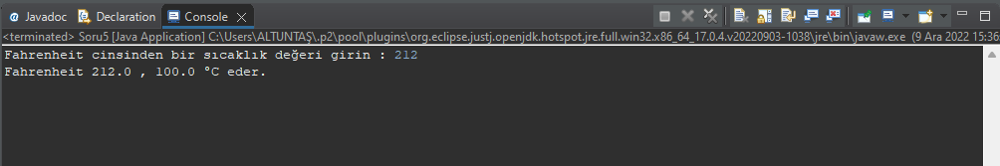 Javadoc Declaration Console
<terminated> Soru5 [Java Application] C:\Users\ALTUNTAŞ\.p2\pool\plugins\org.eclipse.justj.openjdk.hotspot.jre.full.win32.x86_64_17.0.4.v20220903-1038\jre\bin\javaw.exe (9 Ara 2022 15:36
Fahrenheit cinsinden bir sıcaklık değeri girin : 212
Fahrenheit 212.0 , 100.0 °C eder.